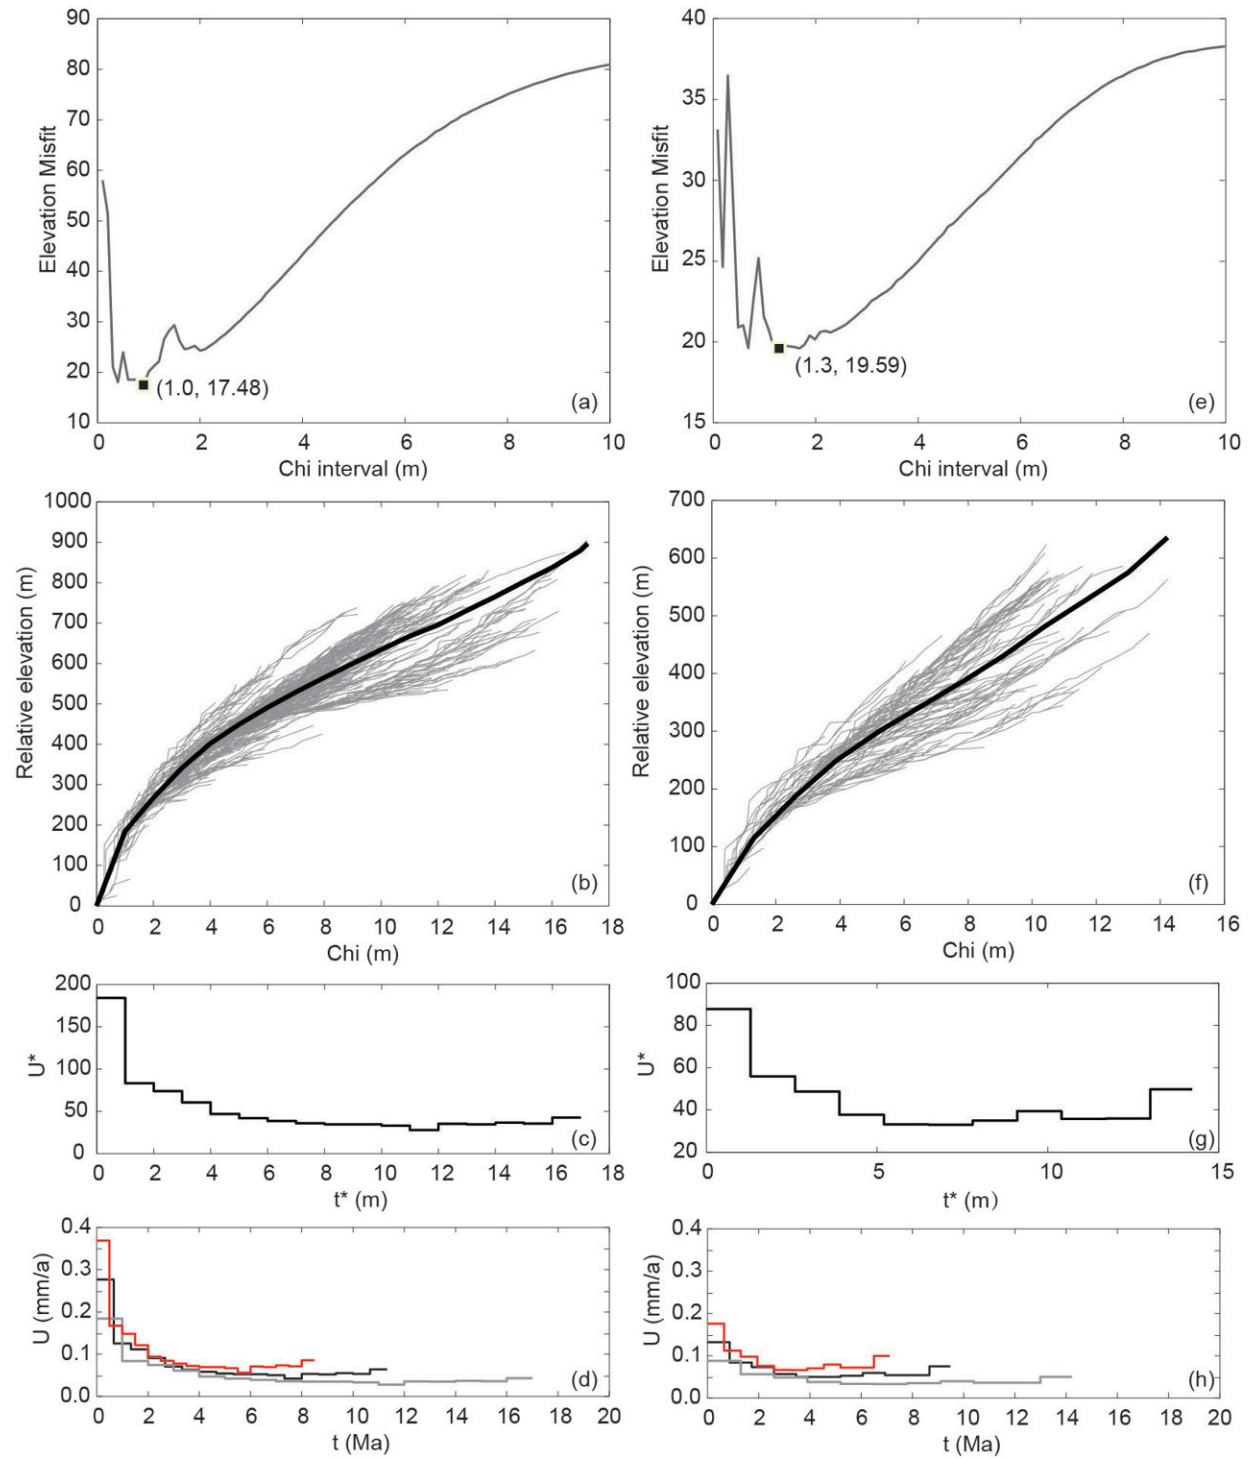 90
80
70
60
50
40
30
20
10
Elevation Misfit
(1.0, 17.48)
(a)
0 2 4 6 8 10
Chi interval (m)
40
35
30
25
20
15
Elevation Misfit
(1.3, 19.59)
(e)
0 2 4 6 8 10
Chi interval (m)
1000
900
800
700
600
500
400
300
200
100
0
Relative elevation (m)
(b)
2 4 6 8 10 12 14 16 18
Chi (m)
700
600
500
400
300
200
100
0
Relative elevation (m)
(f)
0 2 4 6 8 10 12 14 16
Chi (m)
200
150
100
50
0
U*
(c)
0 2 4 6 8 10 12 14 16 18
t* (m)
100
80
60
40
20
U*
(g)
0 5 10 15
t* (m)
0.4
0.3
0.2
0.1
0.0
U (mm/a)
(d)
0 2 4 6 8 10 12 14 16 18 20
t (Ma)
0.4
0.3
0.2
0.1
0.0
U (mm/a)
(h)
0 2 4 6 8 10 12 14 16 18 20
t (Ma)